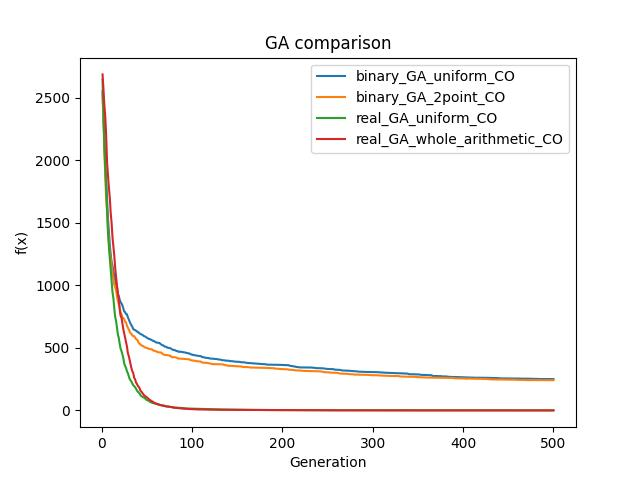 GA comparison
binary_GA_uniform_CO
binary_GA_2point_CO
real_GA_uniform_CO
real_GA_whole_arithmetic_CO
f(x)
2500
2000
1500
1000
500
0
0 100 200 300 400 500
Generation